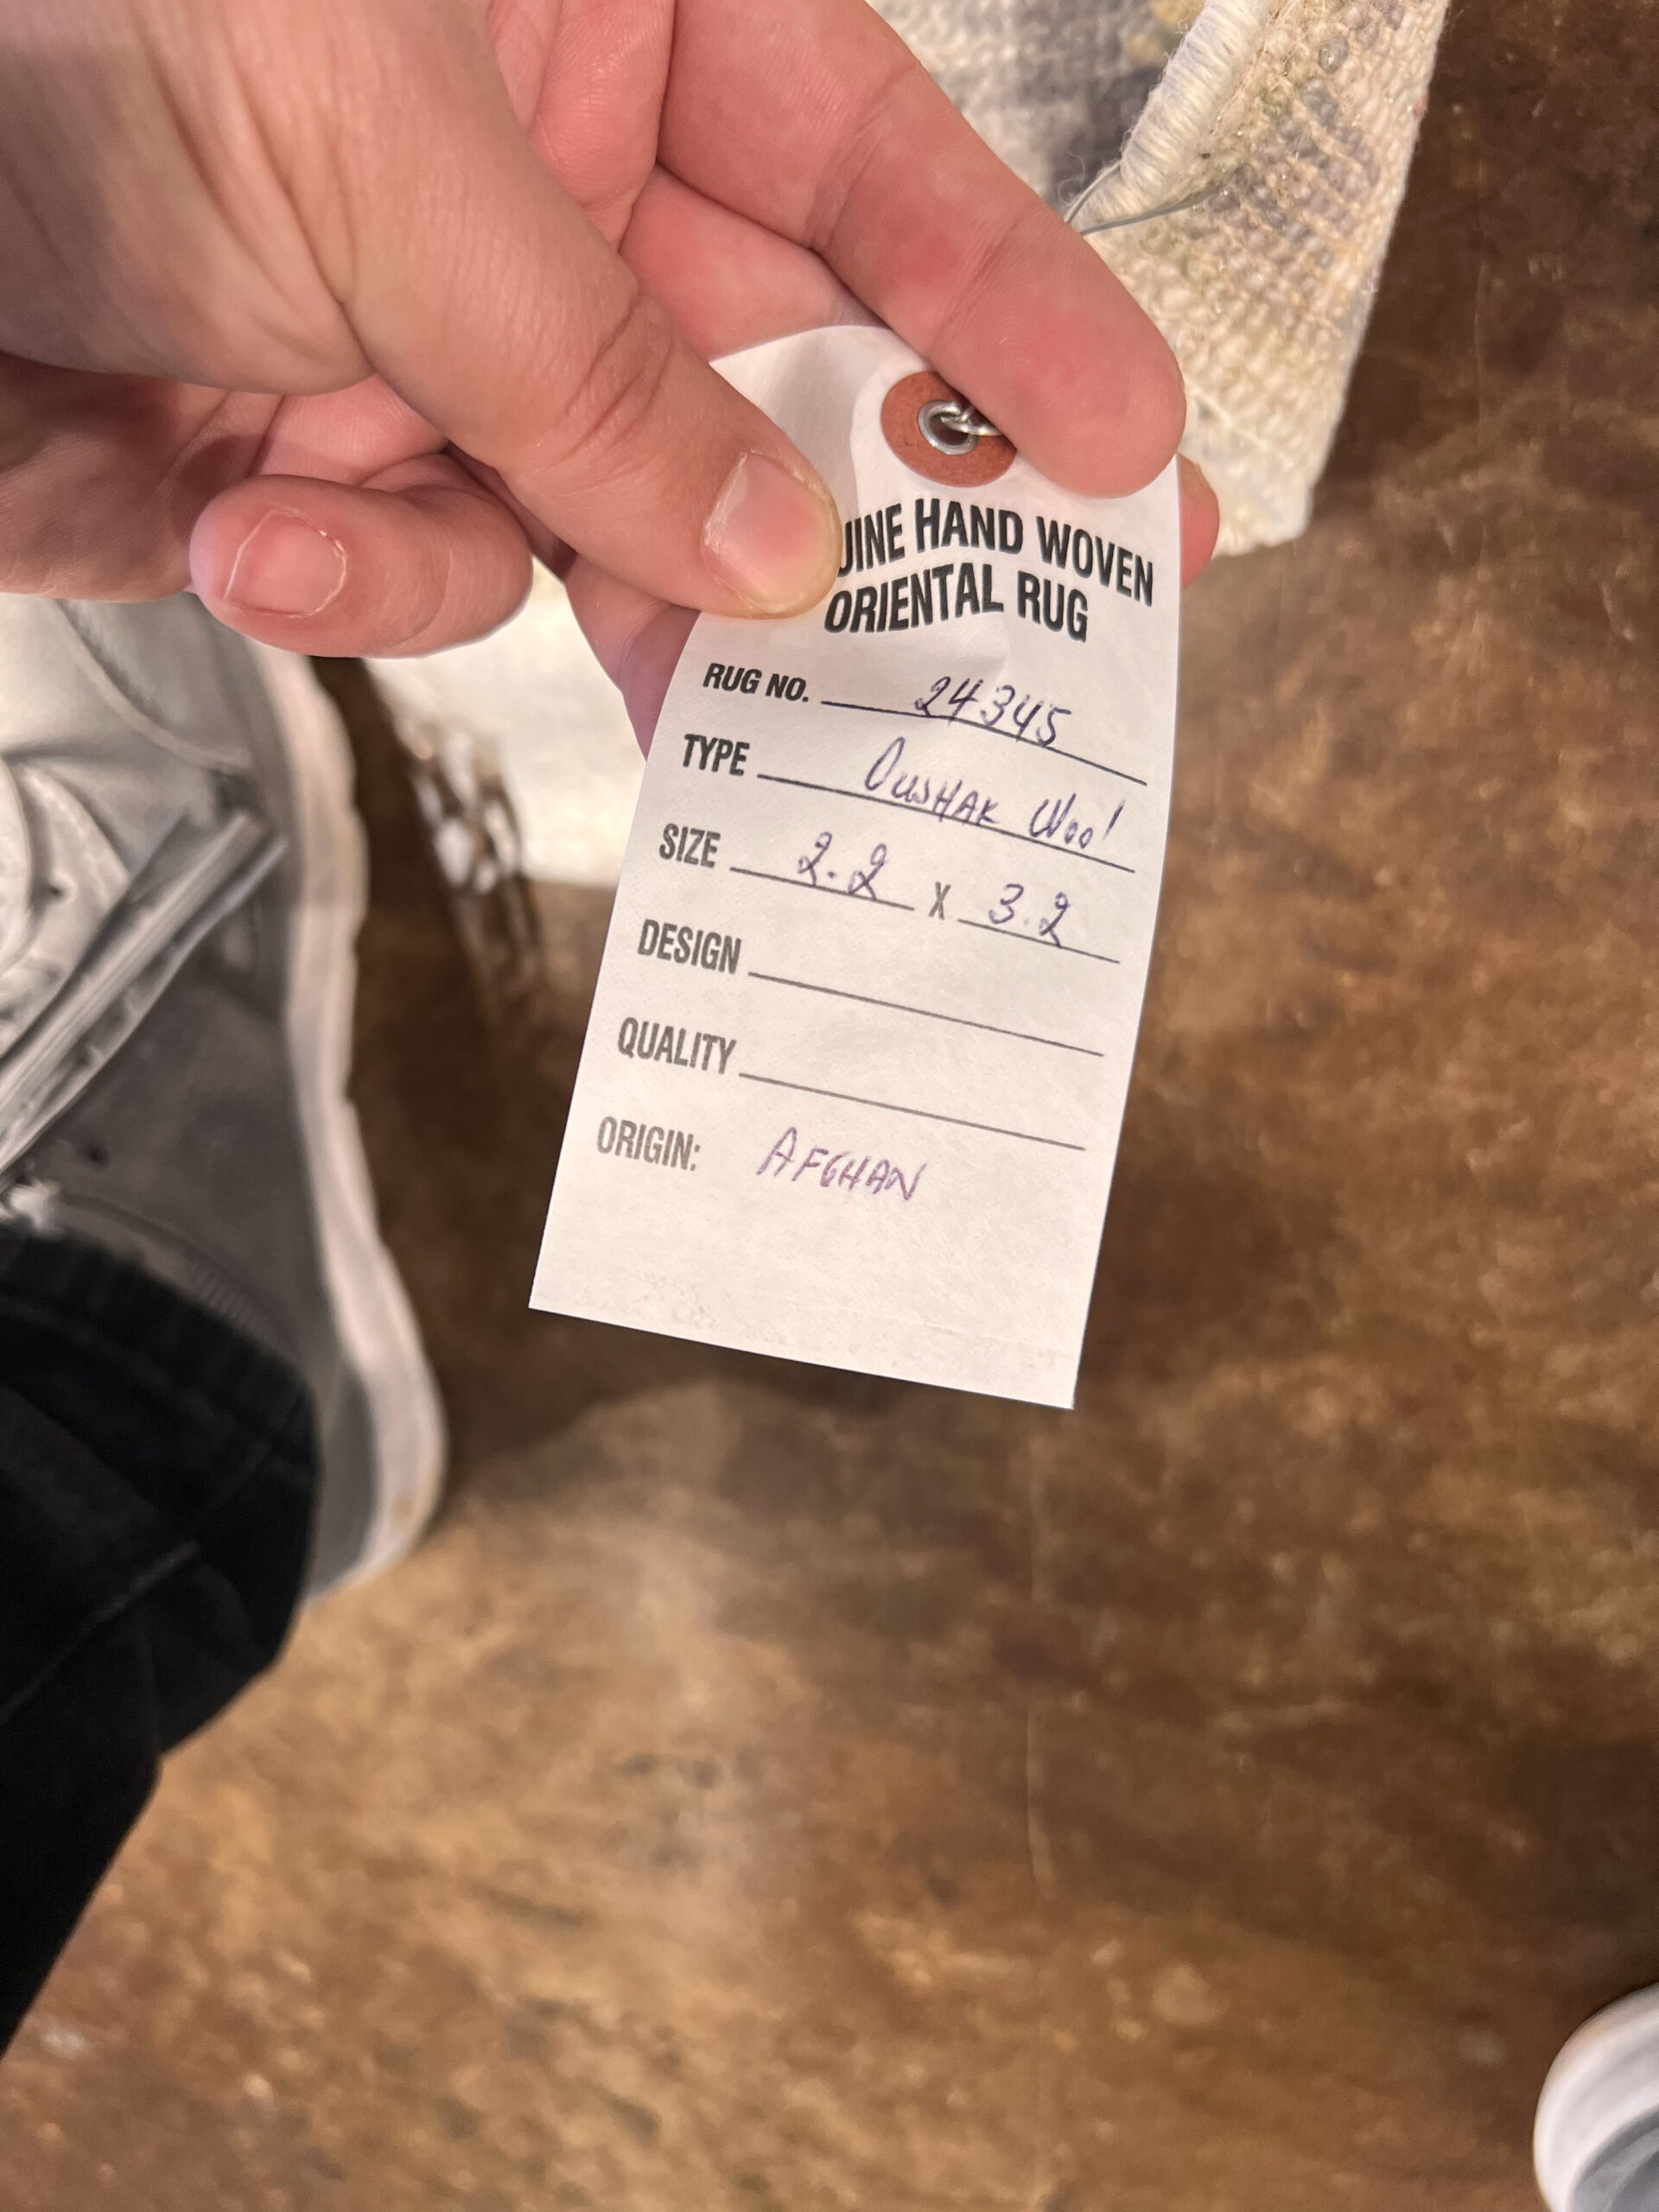 UINE HAND WOVEN
ORIENTAL RUG
RUG NO. 24345
TYPE Oushak Wool
SIZE 2.2 X 3.2
DESIGN
QUALITY
ORIGIN: AFGHAN